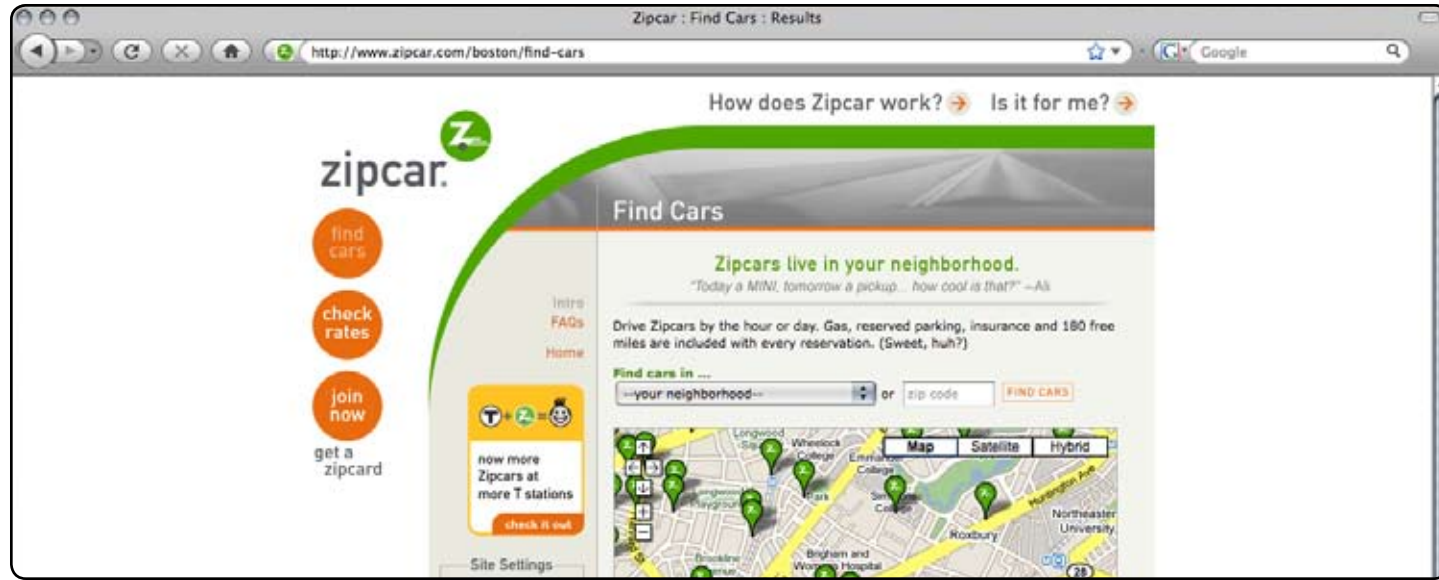 Zipcar : Find Cars : Results
http://www.zipcar.com/boston/find-cars
Google
How does Zipcar work? Is it for me?
zipcar.
find
cars
check
rates
join
now
get a
zipcard
Find Cars
Zipcars live in your neighborhood.
"Today a MINI, tomorrow a pickup... how cool is that?" –Ali
Intro
FAQs
Home
Drive Zipcars by the hour or day. Gas, reserved parking, insurance and 180 free
miles are included with every reservation. (Sweet, huh?)
Find cars in ...
--your neighborhood-- or zip code FIND CARS
T + Z =
now more
Zipcars at
more T stations
check it out
Site Settings
Map Satellite Hybrid
Longwood
Wheelock
College
College
Park
College
Huntington Ave
Northeaster
University
Roxbury
Brookline
Brigham and
Hospital
28